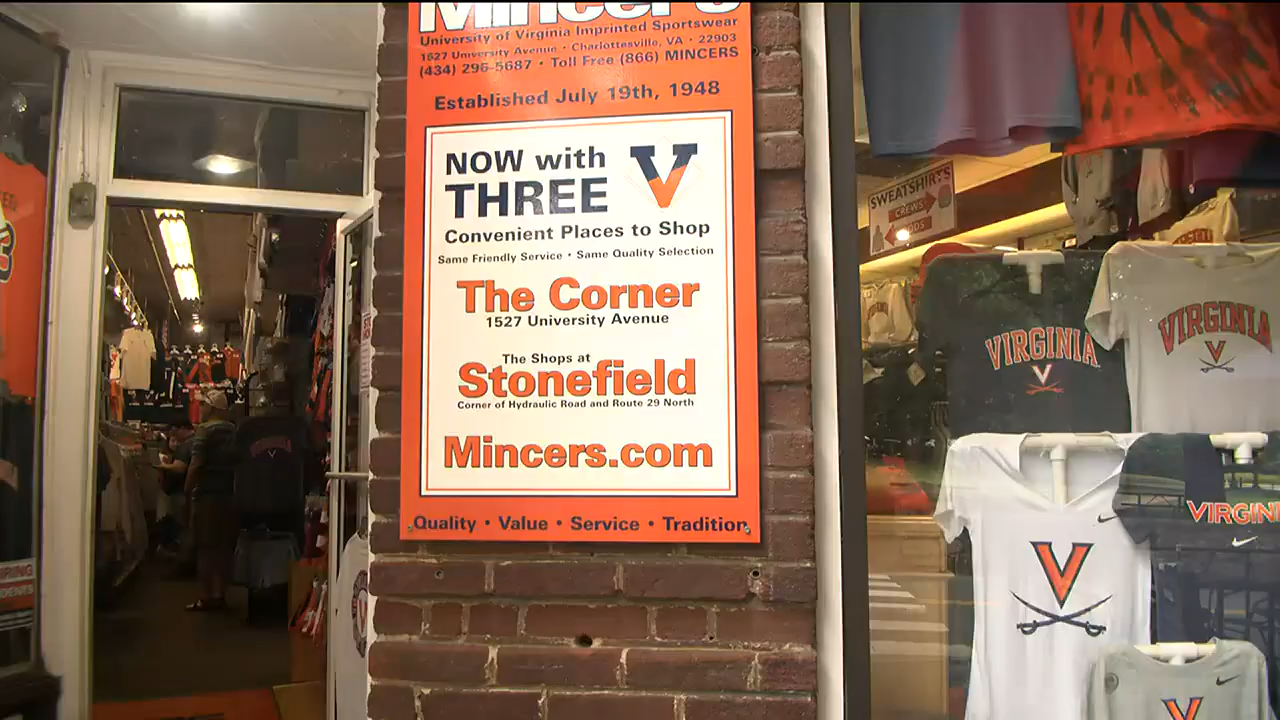 Mincers
University of Virginia Imprinted Sportswear
1527 University Avenue • Charlottesville, VA • 22903
(434) 296-5687 • Toll Free (866) MINCERS
Established July 19th, 1948
NOW with
THREE
Convenient Places to Shop
Same Friendly Service • Same Quality Selection
The Corner
1527 University Avenue
The Shops at
Stonefield
Corner of Hydraulic Road and Route 29 North
Mincers.com
Quality • Value • Service • Tradition
SWEATSHIRTS
CREWS
VIRGINIA
VIRGINIA
VIRGINI